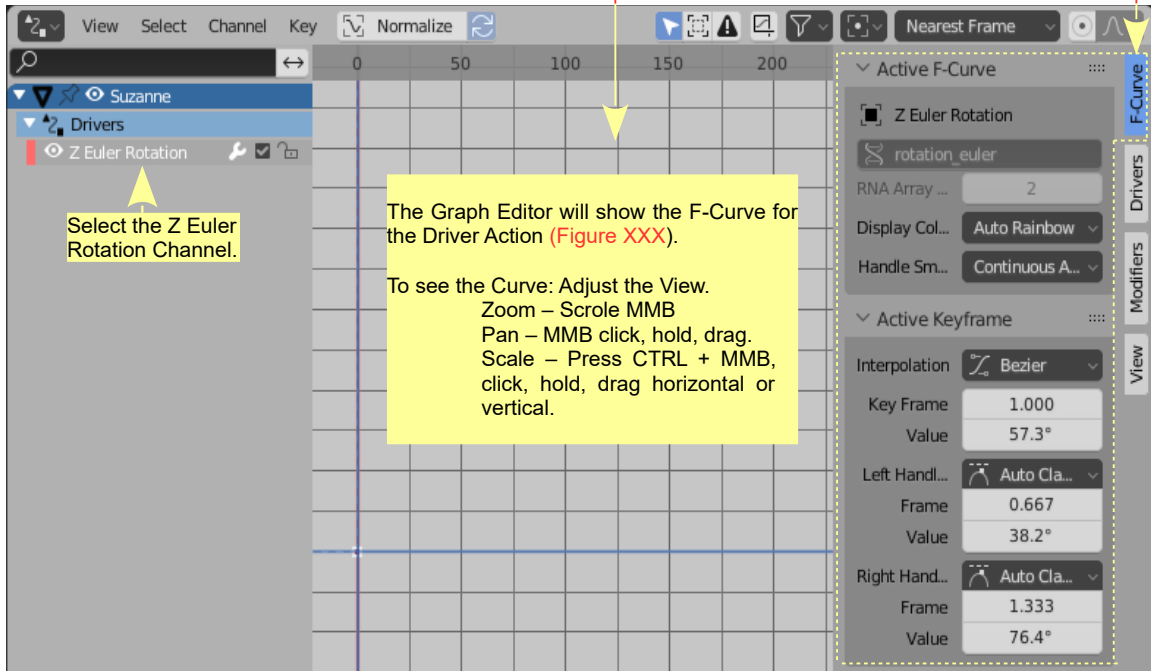 View Select Channel Key Normalize Nearest Frame
0 50 100 150 200
Suzanne
Drivers
Z Euler Rotation
Select the Z Euler
Rotation Channel.
The Graph Editor will show the F-Curve for
the Driver Action (Figure XXX).
To see the Curve: Adjust the View.
Zoom – Scrole MMB
Pan – MMB click, hold, drag.
Scale – Press CTRL + MMB,
click, hold, drag horizontal or
vertical.
Active F-Curve
Z Euler Rotation
rotation_euler
RNA Array ... 2
Display Col... Auto Rainbow
Handle Sm... Continuous A...
Active Keyframe
Interpolation Bezier
Key Frame 1.000
Value 57.3°
Left Handl... Auto Cla...
Frame 0.667
Value 38.2°
Right Hand... Auto Cla...
Frame 1.333
Value 76.4°
F-Curve
Drivers
Modifiers
View